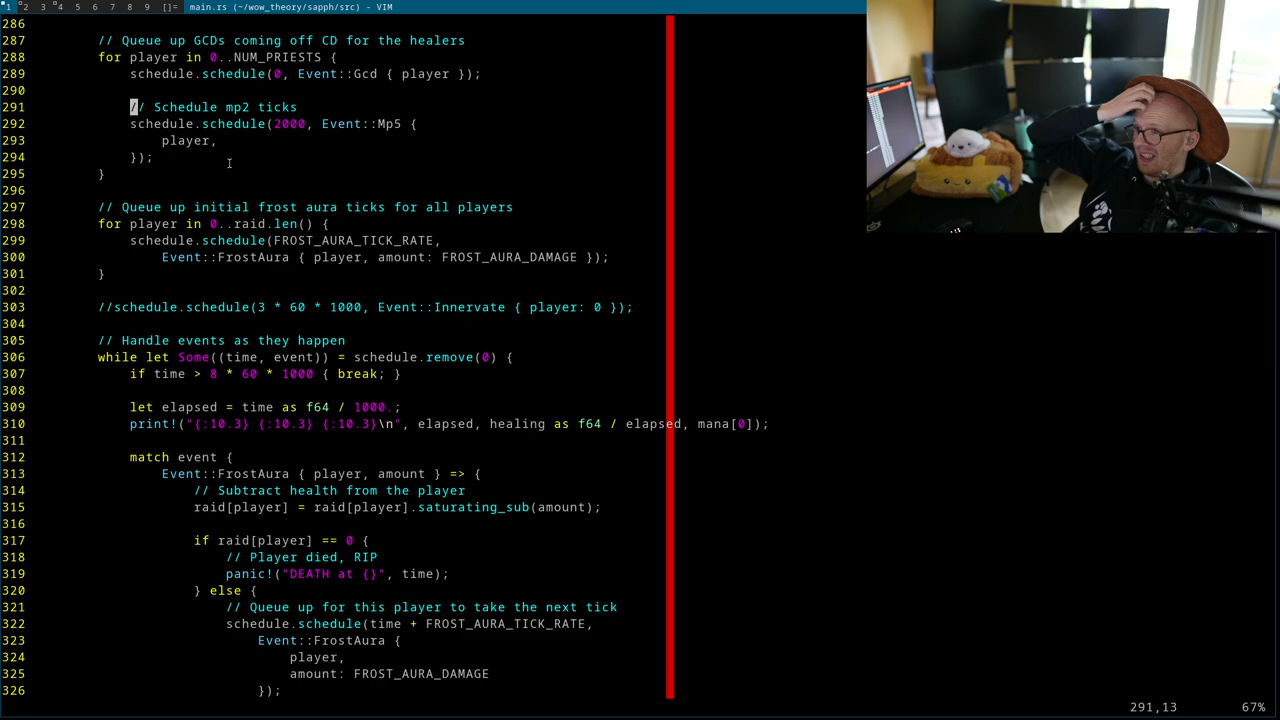 1 2 3 4 5 6 7 8 9 []= main.rs (~/wow_theory/sapph/src) - VIM
286
287 // Queue up GCDs coming off CD for the healers
288 for player in 0..NUM_PRIESTS {
289 schedule.schedule(0, Event::Gcd { player });
290
291 // Schedule mp2 ticks
292 schedule.schedule(2000, Event::Mp5 {
293 player,
294 });
295 }
296
297 // Queue up initial frost aura ticks for all players
298 for player in 0..raid.len() {
299 schedule.schedule(FROST_AURA_TICK_RATE,
300 Event::FrostAura { player, amount: FROST_AURA_DAMAGE });
301 }
302
303 //schedule.schedule(3 * 60 * 1000, Event::Innervate { player: 0 });
304
305 // Handle events as they happen
306 while let Some((time, event)) = schedule.remove(0) {
307 if time > 8 * 60 * 1000 { break; }
308
309 let elapsed = time as f64 / 1000.;
310 print!("{:10.3} {:10.3} {:10.3}\n", elapsed, healing as f64 / elapsed, mana[0]);
311
312 match event {
313 Event::FrostAura { player, amount } => {
314 // Subtract health from the player
315 raid[player] = raid[player].saturating_sub(amount);
316
317 if raid[player] == 0 {
318 // Player died, RIP
319 panic!("DEATH at {}", time);
320 } else {
321 // Queue up for this player to take the next tick
322 schedule.schedule(time + FROST_AURA_TICK_RATE,
323 Event::FrostAura {
324 player,
325 amount: FROST_AURA_DAMAGE
326 });
291,13 67%